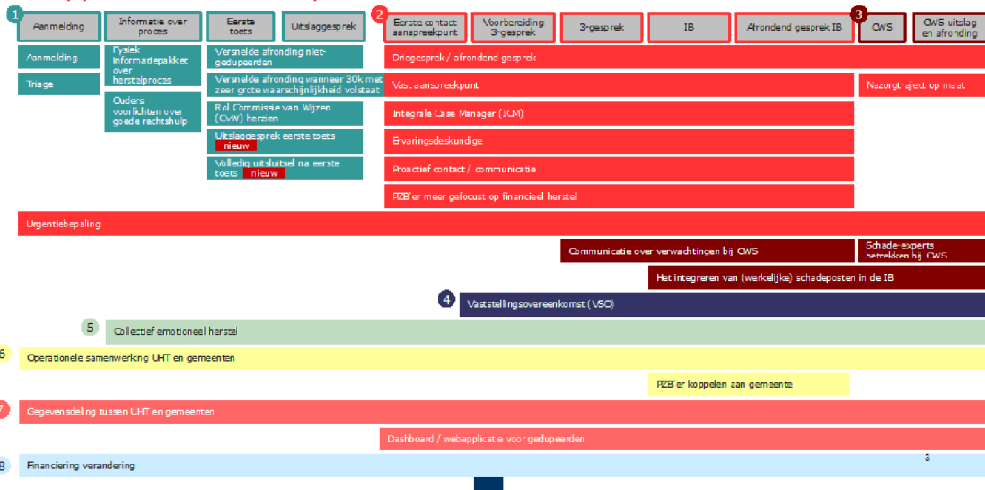 1
Aanmelding
Informatie over
proces
Eerste
toets
Uitslaggesprek
2
Eerste contact
aanspreekpunt
Voorbereiding
3-gesprek
3-gesprek
IB
Afrondend gesprek IB
3
CWS
CWS uitslag
en afronding
Aanmelding
Fysiek
informatiepakket
over
herstelproces
Versnelde afronding niet-
gedupeerden
Driegesprek / afrondend gesprek
Triage
Versnelde afronding wanneer 30k met
zeer grote waarschijnlijkheid volstaat
Vast aanspreekpunt
Nazorgtraject op maat
Ouders
voorlichten over
goede rechtshulp
Rol Commissie van Wijzen
(CvW) herzien
Integrale Case Manager (ICM)
Uitslaggesprek eerste toets
nieuw
Ervaringsdeskundige
Volledig uitsluitsel na eerste
toets nieuw
Proactief contact / communicatie
PZB'er meer gefocust op financieel herstel
Urgentiebepaling
Communicatie over verwachtingen bij CWS
Schade-experts
betrekken bij CWS
Het integreren van (werkelijke) schadeposten in de IB
4
Vaststellingsovereenkomst (VSO)
5
Collectief emotioneel herstel
6
Operationele samenwerking UHT en gemeenten
PZB'er koppelen aan gemeente
7
Gegevensdeling tussen UHT en gemeenten
Dashboard / webapplicatie voor gedupeerden
3
8
Financiering verandering